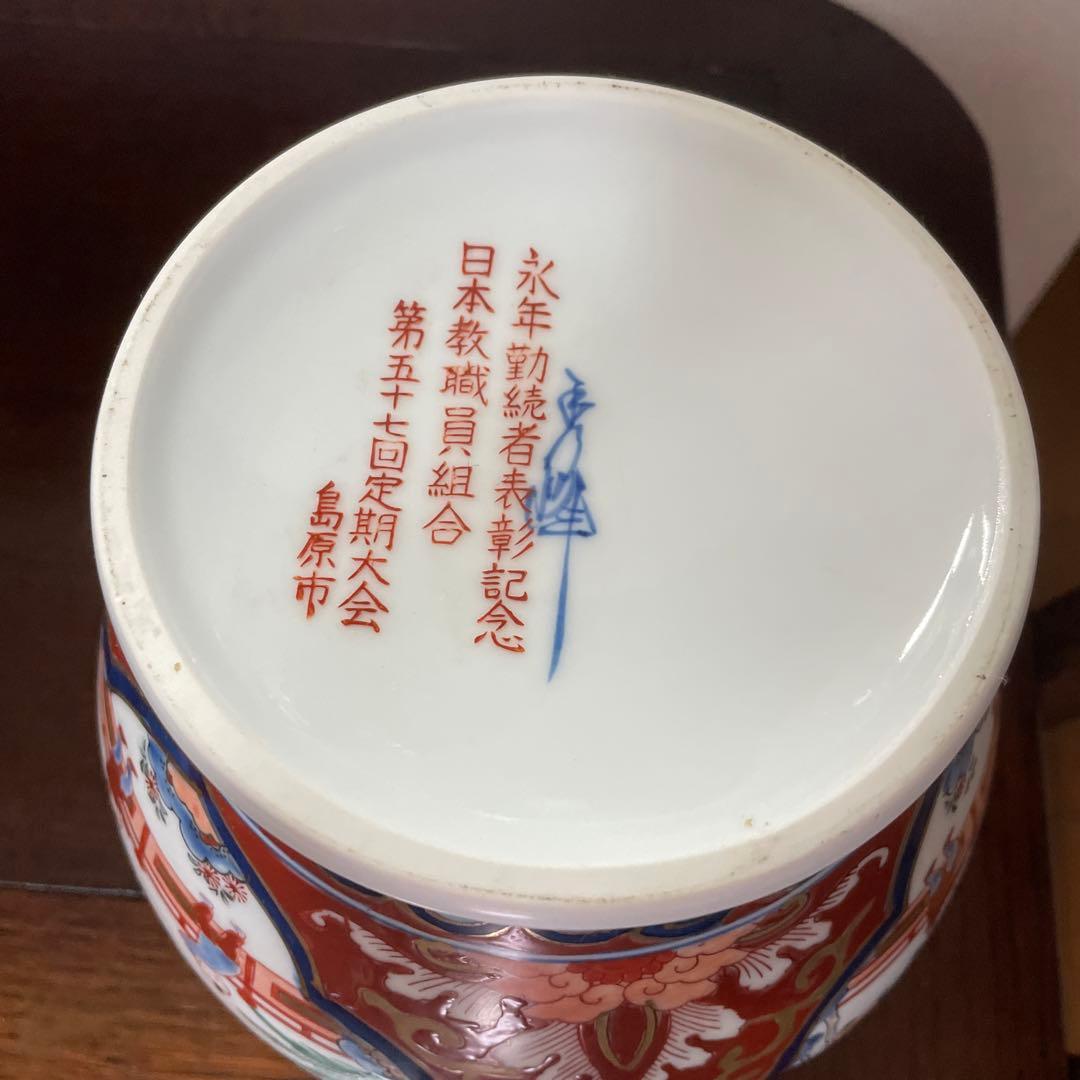 永年勤続者表彰記念
日本教職員組合
第五十七回定期大会
島原市